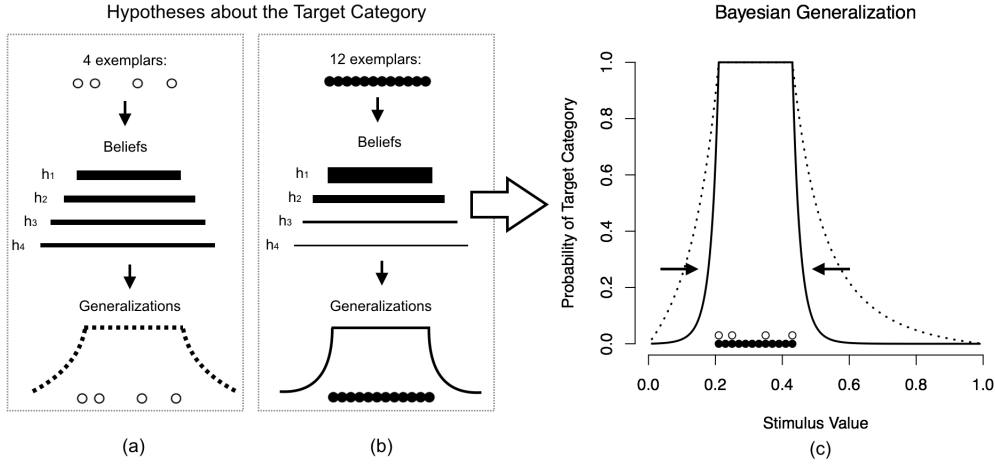 Hypotheses about the Target Category
4 exemplars:
Beliefs
h1
h2
h3
h4
Generalizations
(a)
12 exemplars:
Beliefs
h1
h2
h3
h4
Generalizations
(b)
Bayesian Generalization
Probability of Target Category
1.0
0.8
0.6
0.4
0.2
0.0
0.0 0.2 0.4 0.6 0.8 1.0
Stimulus Value
(c)